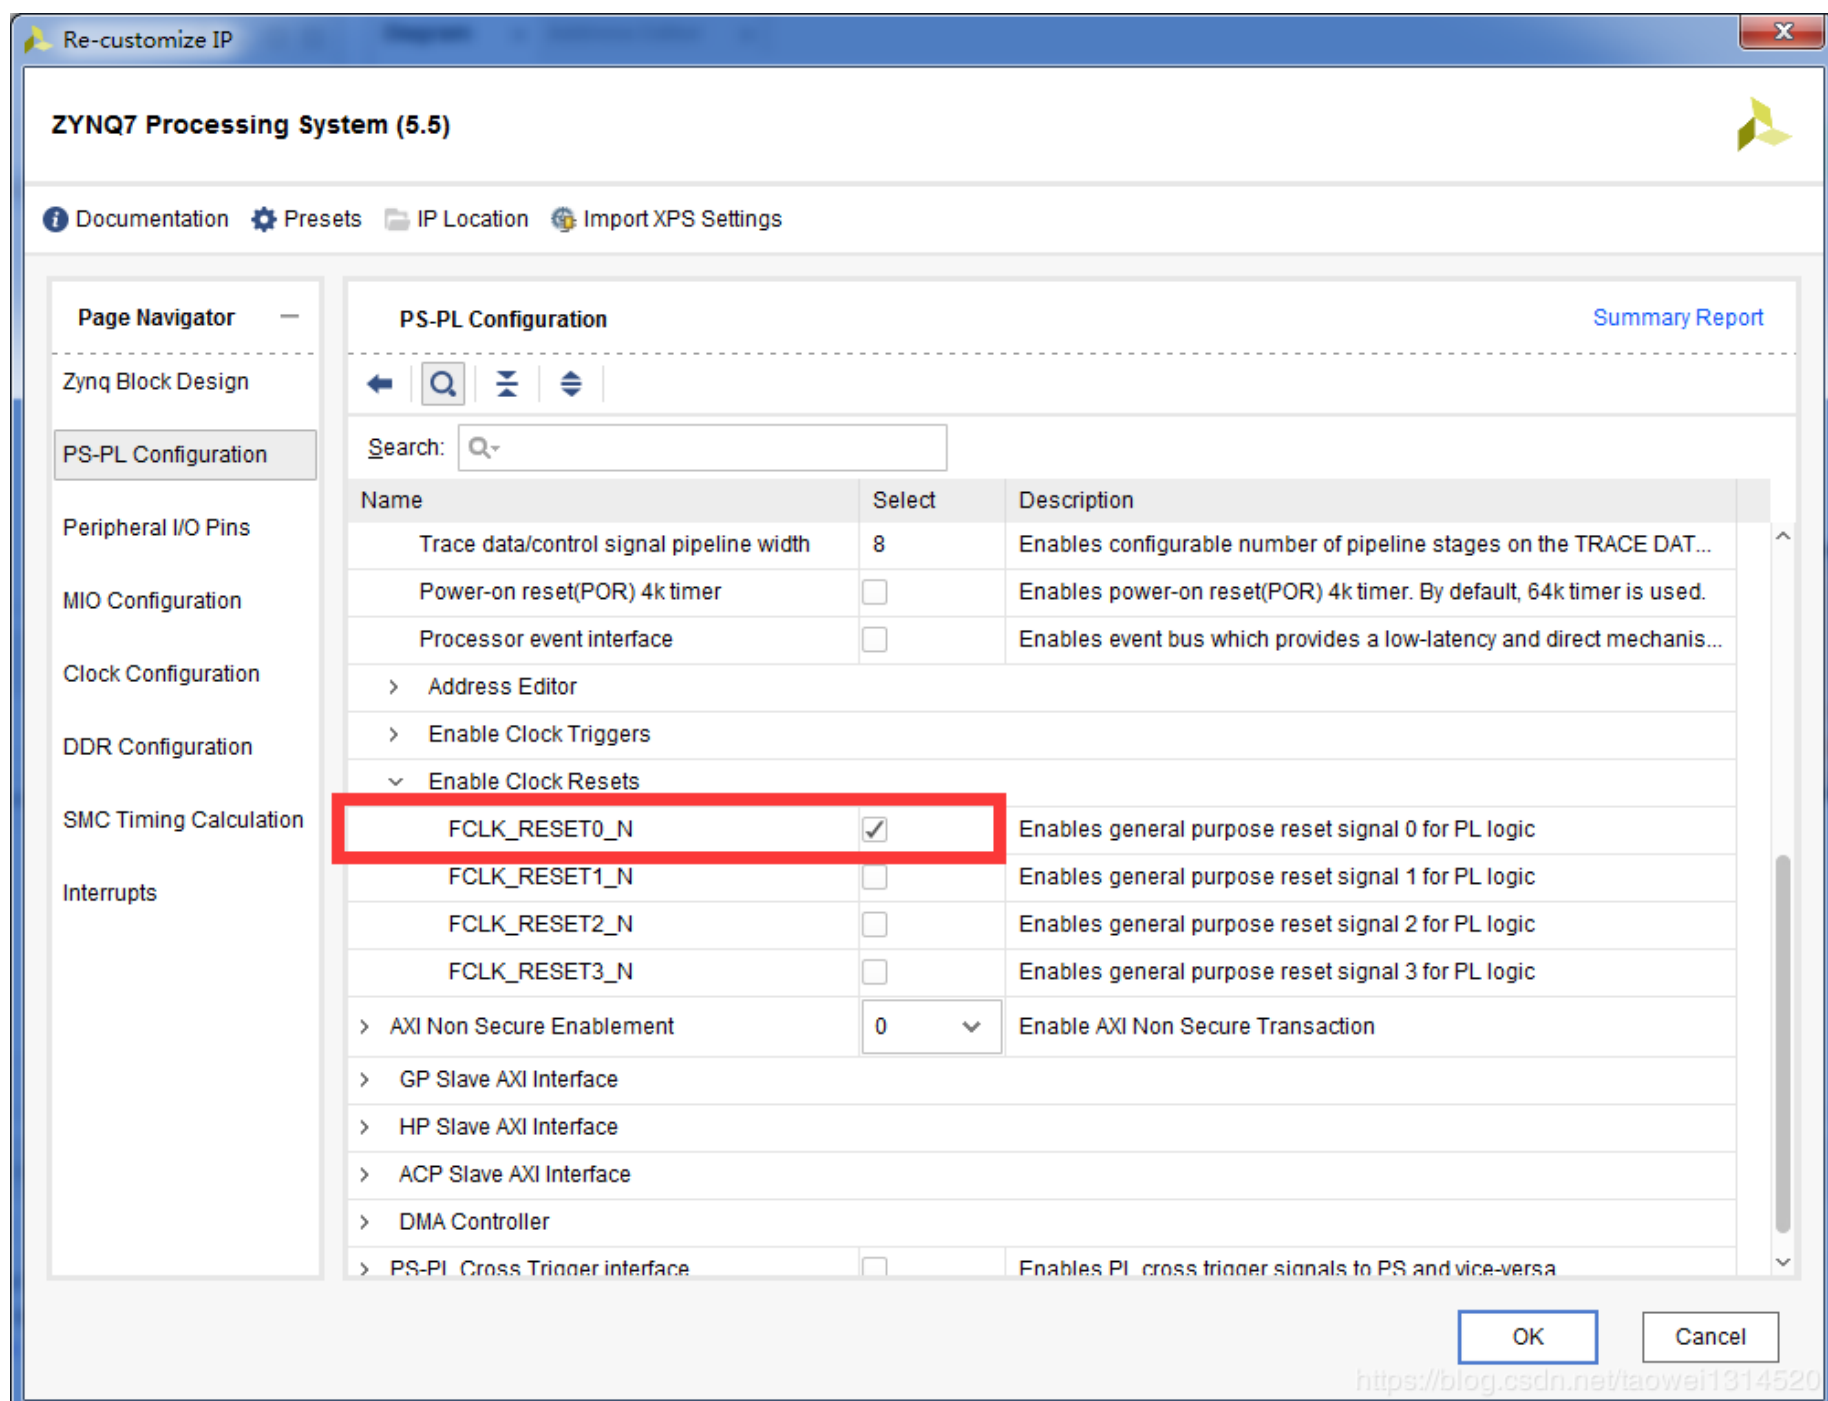 Re-customize IP
ZYNQ7 Processing System (5.5)
Documentation Presets IP Location Import XPS Settings
Page Navigator
Zynq Block Design
PS-PL Configuration
Peripheral I/O Pins
MIO Configuration
Clock Configuration
DDR Configuration
SMC Timing Calculation
Interrupts
PS-PL Configuration Summary Report
Search:
Name Select Description
Trace data/control signal pipeline width 8 Enables configurable number of pipeline stages on the TRACE DAT...
Power-on reset(POR) 4k timer Enables power-on reset(POR) 4k timer. By default, 64k timer is used.
Processor event interface Enables event bus which provides a low-latency and direct mechanis...
Address Editor
Enable Clock Triggers
Enable Clock Resets
FCLK_RESET0_N Enables general purpose reset signal 0 for PL logic
FCLK_RESET1_N Enables general purpose reset signal 1 for PL logic
FCLK_RESET2_N Enables general purpose reset signal 2 for PL logic
FCLK_RESET3_N Enables general purpose reset signal 3 for PL logic
AXI Non Secure Enablement 0 Enable AXI Non Secure Transaction
GP Slave AXI Interface
HP Slave AXI Interface
ACP Slave AXI Interface
DMA Controller
PS-PL Cross Trigger interface Enables PL cross trigger signals to PS and vice-versa
OK Cancel
https://blog.csdn.net/taowei1314520